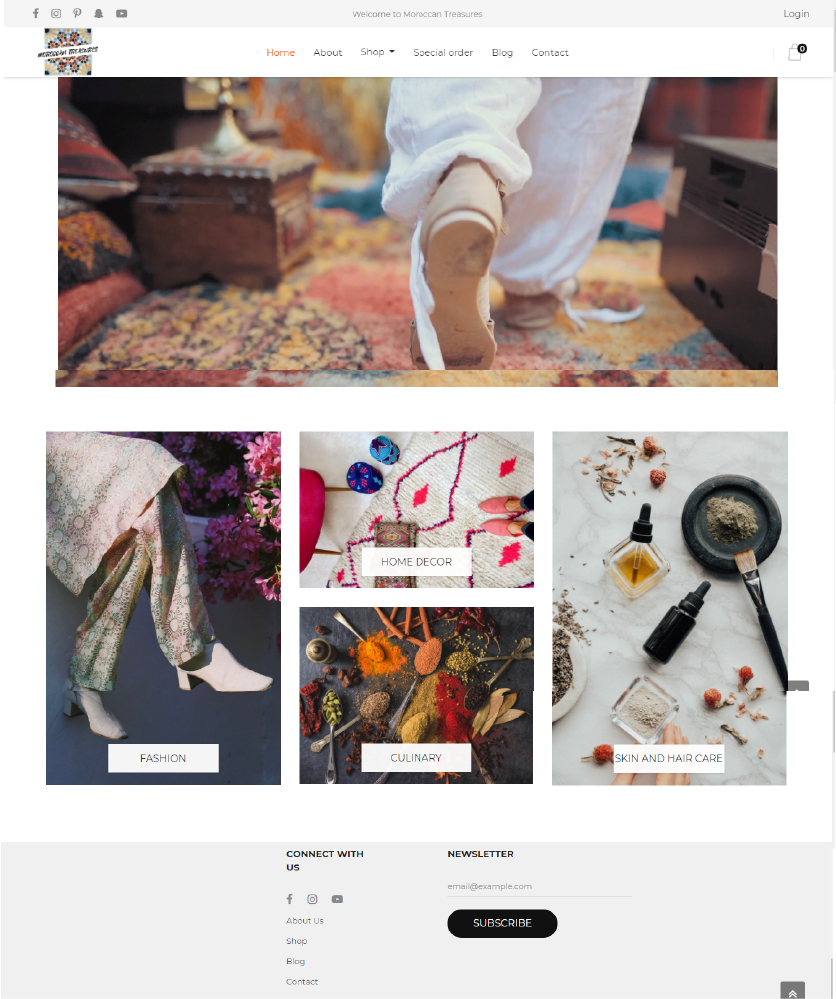 Welcome to Moroccan Treasures
Login
MOROCCAN TREASURES
Home About Shop Special order Blog Contact
0
HOME DECOR
FASHION
CULINARY
SKIN AND HAIR CARE
CONNECT WITH
US
About Us
Shop
Blog
Contact
NEWSLETTER
email@example.com
SUBSCRIBE